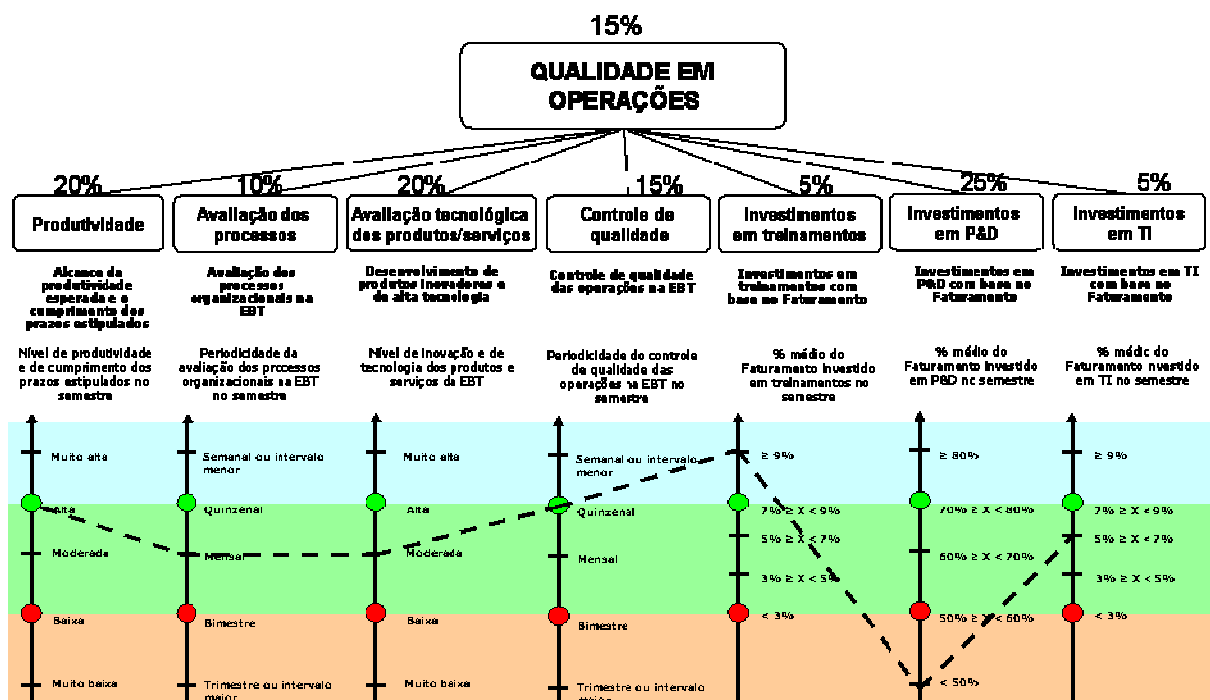 15%
QUALIDADE EM
OPERAÇÕES
20%
10%
20%
15%
5%
25%
5%
Produtividade
Avaliação dos
processos
Avaliação tecnológica
dos produtos/serviços
Controle de
qualidade
Investimentos
em treinamentos
Investimentos
em P&D
Investimentos
em TI
Alcance da
produtividade
esperada e o
cumprimento dos
prazos estipulados
Avaliação dos
processos
organizacionais na
EBT
Desenvolvimento de
produtos inovadores e
de alta tecnologia
Controle de qualidade
das operações na EBT
Investimentos em
treinamentos com
base no Faturamento
Investimentos em
P&D com base no
Faturamento
Investimentos em TI
com base no
Faturamento
Nível de produtividade
e de cumprimento dos
prazos estipulados no
semestre
Periodicidade da
avaliação dos processos
organizacionais na EBT
no semestre
Nível de inovação e de
tecnologia dos produtos e
serviços da EBT
Periodicidade do controle
de qualidade das
operações na EBT no
semestre
% médio do
Faturamento investido
em treinamentos no
semestre
% médio do
Faturamento investido
em P&D no semestre
% médio do
Faturamento investido
em TI no semestre
Muito alta
Alta
Moderada
Baixa
Muito baixa
Semanal ou intervalo
menor
Quinzenal
Mensal
Bimestre
Trimestre ou intervalo
maior
Muito alta
Alta
Moderada
Baixa
Muito baixa
Semanal ou intervalo
menor
Quinzenal
Mensal
Bimestre
Trimestre ou intervalo
≥ 9%
7% ≥ X < 9%
5% ≥ X < 7%
3% ≥ X < 5%
< 3%
≥ 80%
70% ≥ X < 80%
60% ≥ X < 70%
50% ≥ X < 60%
< 50%
≥ 9%
7% ≥ X < 9%
5% ≥ X < 7%
3% ≥ X < 5%
< 3%